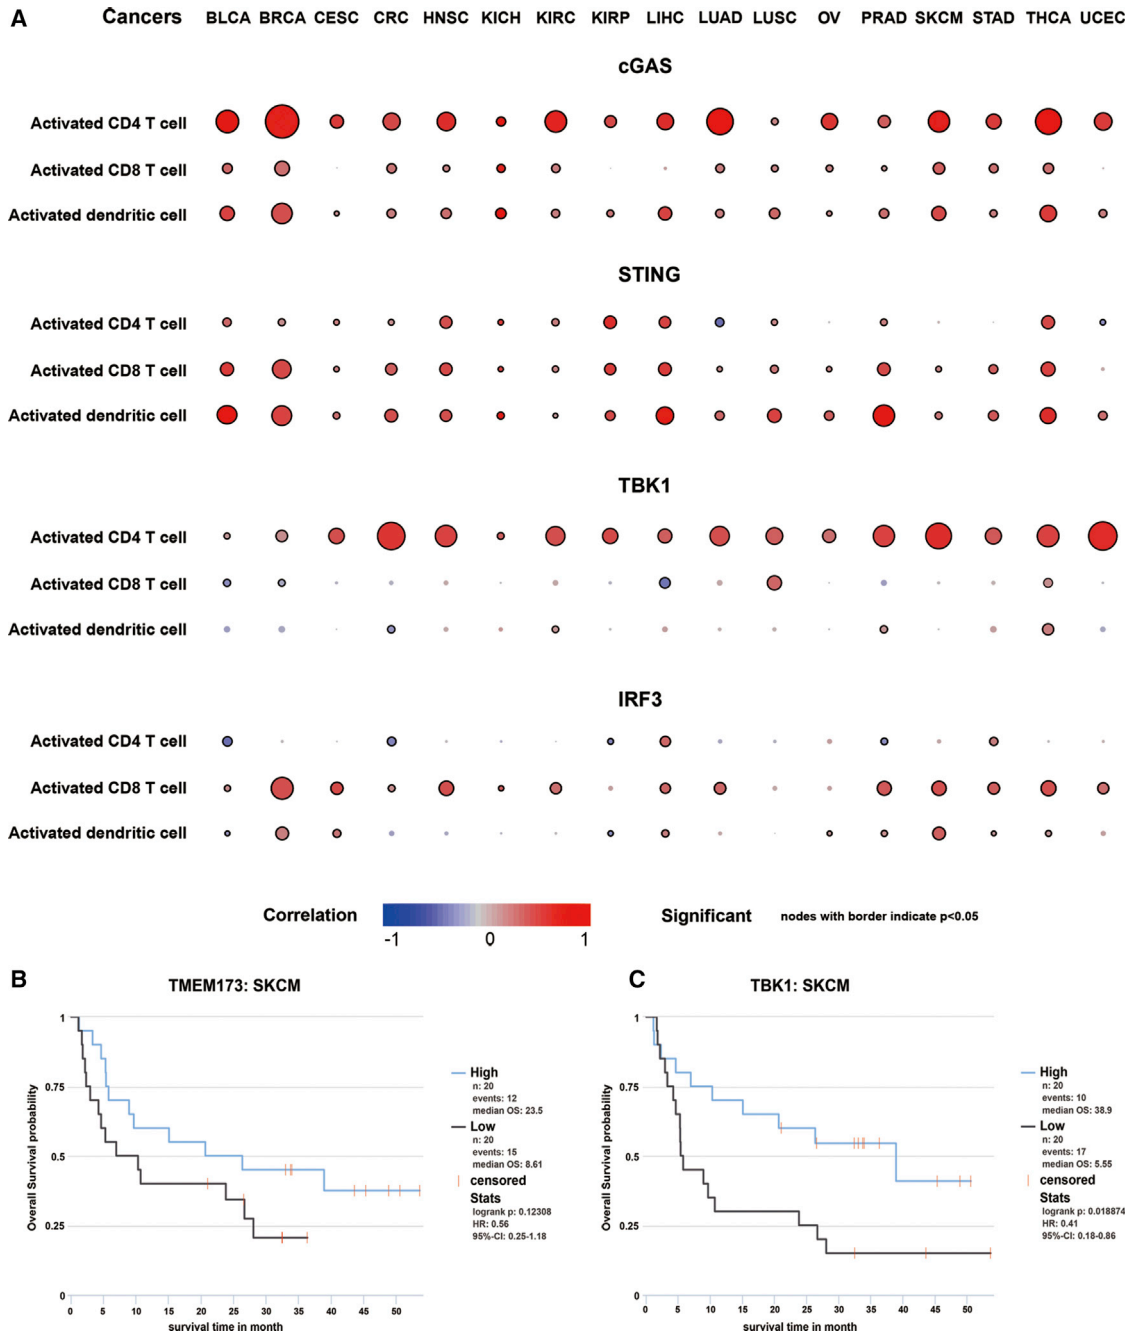 A
Cancers BLCA BRCA CESC CRC HNSC KICH KIRC KIRP LIHC LUAD LUSC OV PRAD SKCM STAD THCA UCEC
cGAS
Activated CD4 T cell
Activated CD8 T cell
Activated dendritic cell
STING
Activated CD4 T cell
Activated CD8 T cell
Activated dendritic cell
TBK1
Activated CD4 T cell
Activated CD8 T cell
Activated dendritic cell
IRF3
Activated CD4 T cell
Activated CD8 T cell
Activated dendritic cell
Correlation
-1 0 1
Significant nodes with border indicate p<0.05
B
TMEM173: SKCM
Overall Survival probability
1
0.75
0.5
0.25
0
0 5 10 15 20 25 30 35 40 45 50
survival time in month
High
n: 20
events: 12
median OS: 23.5
Low
n: 20
events: 15
median OS: 8.61
censored
Stats
logrank p: 0.12308
HR: 0.56
95%-CI: 0.25-1.18
C
TBK1: SKCM
Overall Survival probability
1
0.75
0.5
0.25
0
0 5 10 15 20 25 30 35 40 45 50
survival time in month
High
n: 20
events: 10
median OS: 38.9
Low
n: 20
events: 17
median OS: 5.55
censored
Stats
logrank p: 0.018874
HR: 0.41
95%-CI: 0.18-0.86